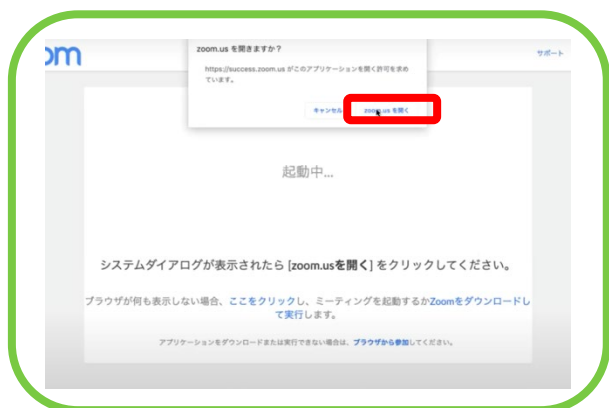 om
サポート
zoom.us を開きますか？
https://success.zoom.us がこのアプリケーションを開く許可を求め
ています。
キャンセル
zoom.us を開く
起動中...
システムダイアログが表示されたら [zoom.usを開く] をクリックしてください。
ブラウザが何も表示しない場合、ここをクリックし、ミーティングを起動するかZoomをダウンロードし
て実行します。
アプリケーションをダウンロードまたは実行できない場合は、ブラウザから参加してください。